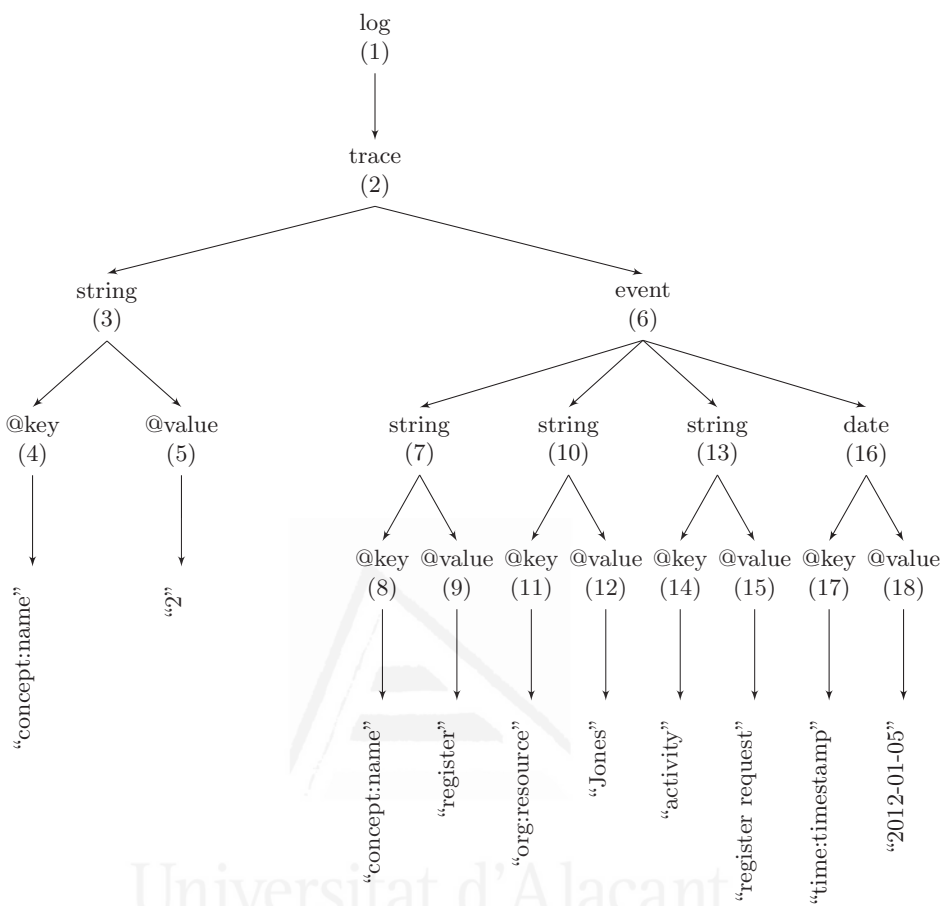 log
(1)
trace
(2)
string
(3)
event
(6)
@key
(4)
@value
(5)
string
(7)
string
(10)
string
(13)
date
(16)
@key
(8)
@value
(9)
@key
(11)
@value
(12)
@key
(14)
@value
(15)
@key
(17)
@value
(18)
“concept:name”
“2”
“concept:name”
“register”
“org:resource”
“Jones”
“activity”
“register request”
“time:timestamp”
“2012-01-05”
Universitat d'Alacant